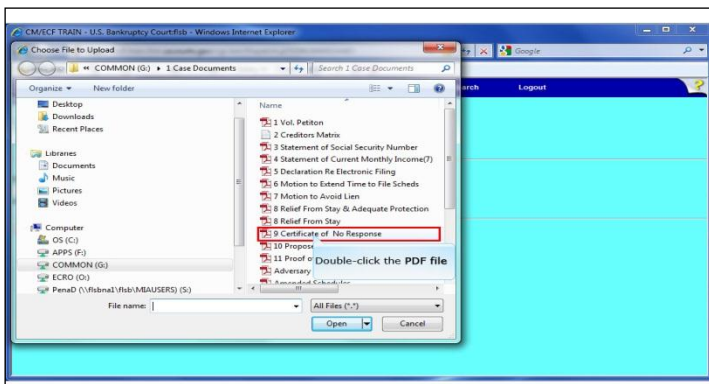 CM/ECF TRAIN - U.S. Bankruptcy Court:flsb - Windows Internet Explorer
Choose File to Upload
Google
« COMMON (G:) ▸ 1 Case Documents
Search 1 Case Documents
Organize
New folder
Logout
Desktop
Downloads
Recent Places
Libraries
Documents
Music
Pictures
Videos
Computer
OS (C:)
APPS (F:)
COMMON (G:)
ECRO (O:)
PenaD (\\flsbna1\flsb\MIAUSERS) (S:)
Name
1 Vol. Petiton
2 Creditors Matrix
3 Statement of Social Security Number
4 Statement of Current Monthly Income(7)
5 Declaration Re Electronic Filing
6 Motion to Extend Time to File Scheds
7 Motion to Avoid Lien
8 Relief From Stay & Adequate Protection
8 Relief From Stay
9 Certificate of No Response
10 Propose
11 Proof o
Adversary
Amended Schedules
Double-click the PDF file
File name:
All Files (*.*)
Open
Cancel